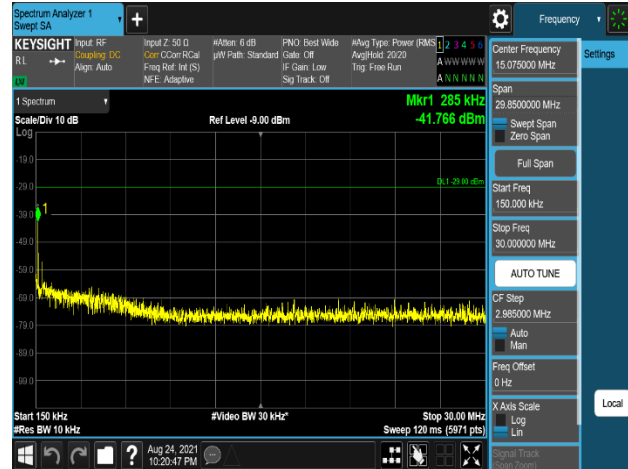 Spectrum Analyzer 1
Swept SA
Frequency
KEYSIGHT
Input: RF
Input Z: 50 Ω
#Atten: 6 dB
PNO: Best Wide
#Avg Type: Power (RMS
1 2 3 4 5 6
RL
Coupling: DC
Corr CCorr RCal
µW Path: Standard
Gate: Off
Avg|Hold: 20/20
A W W W W W
Align: Auto
Freq Ref: Int (S)
IF Gain: Low
Trig: Free Run
NFE: Adaptive
Sig Track: Off
A N N N N N
1 Spectrum
Mkr1 285 kHz
Scale/Div 10 dB
Ref Level -9.00 dBm
-41.766 dBm
Log
-19.0
-29.0
DL1 -29.00 dBm
-39.0
1
-49.0
-59.0
-69.0
-79.0
-89.0
-99.0
Start 150 kHz
#Video BW 30 kHz*
Stop 30.00 MHz
#Res BW 10 kHz
Sweep 120 ms (5971 pts)
Aug 24, 2021
10:20:47 PM
Center Frequency
15.075000 MHz
Settings
Span
29.8500000 MHz
Swept Span
Zero Span
Full Span
Start Freq
150.000 kHz
Stop Freq
30.000000 MHz
AUTO TUNE
CF Step
2.985000 MHz
Auto
Man
Freq Offset
0 Hz
X Axis Scale
Log
Lin
Local
Signal Track
(Span Zoom)